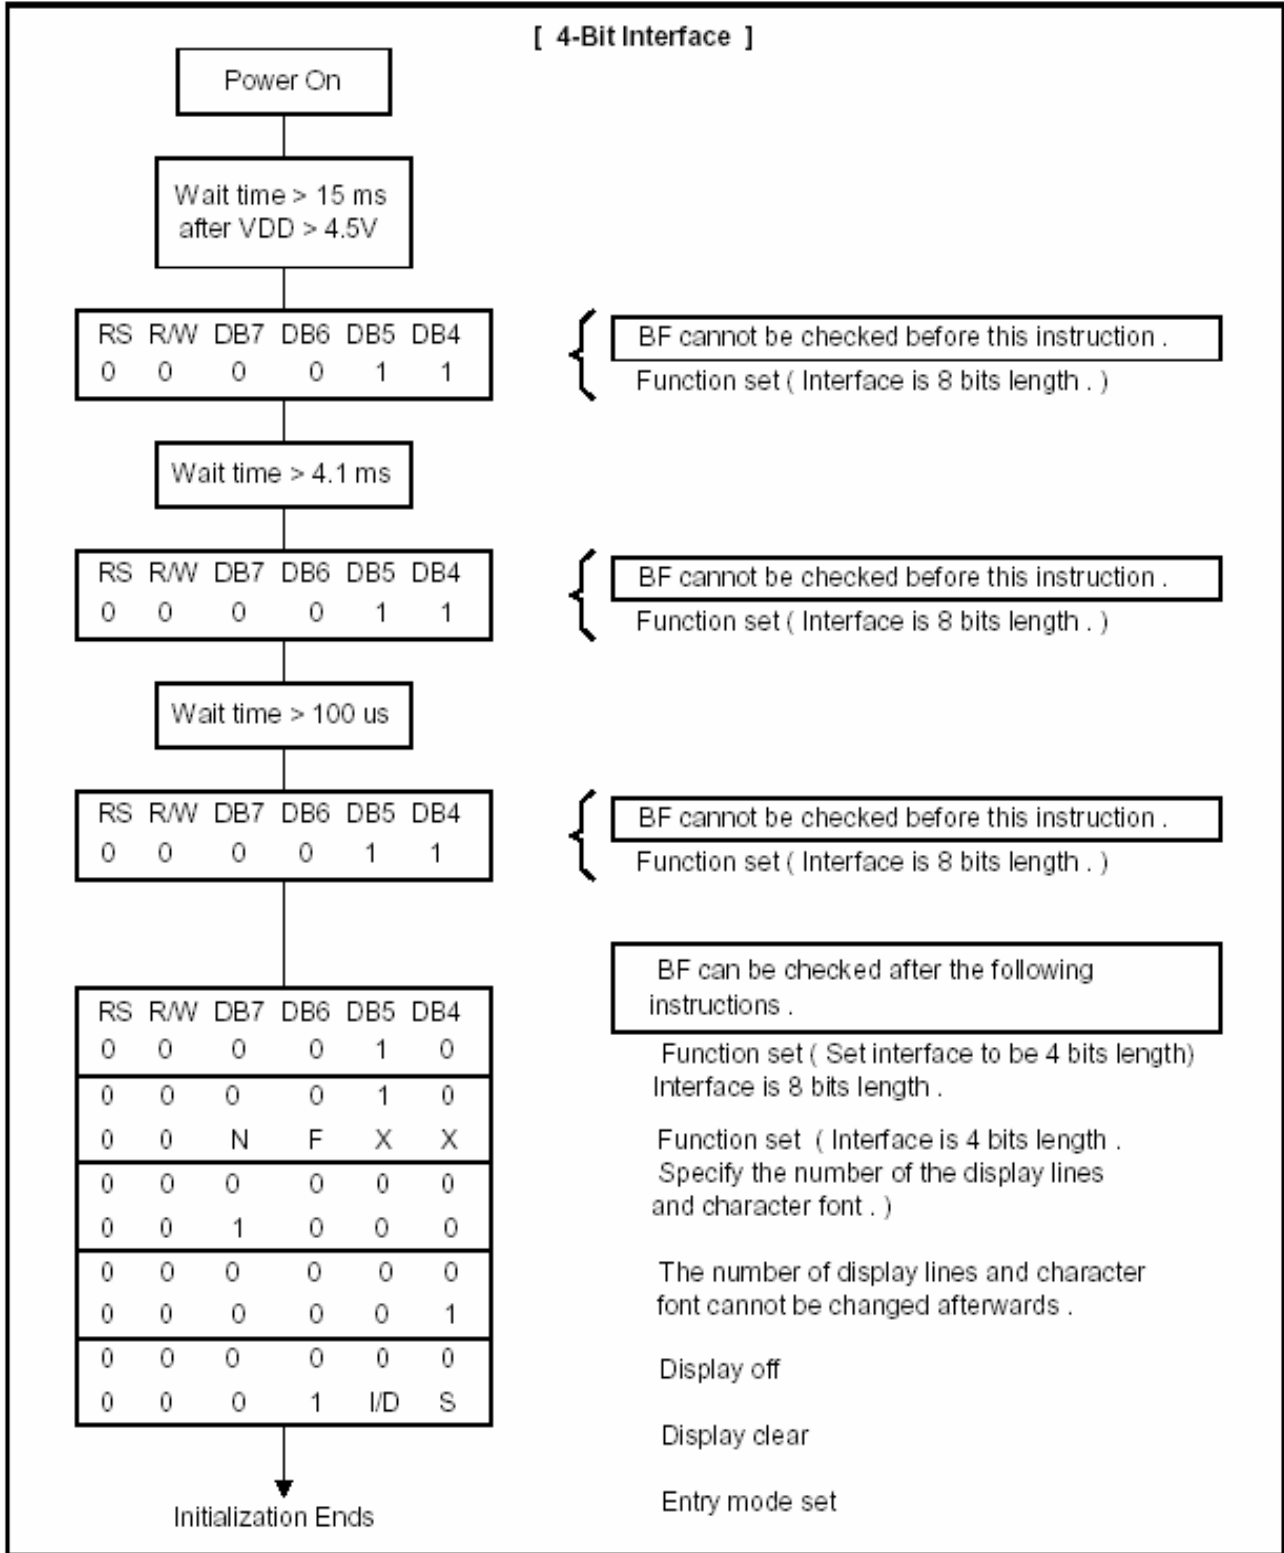 [ 4-Bit Interface ]
Power On
Wait time > 15 ms
after VDD > 4.5V
RS R/W DB7 DB6 DB5 DB4
0 0 0 0 1 1
BF cannot be checked before this instruction .
Function set ( Interface is 8 bits length . )
Wait time > 4.1 ms
RS R/W DB7 DB6 DB5 DB4
0 0 0 0 1 1
BF cannot be checked before this instruction .
Function set ( Interface is 8 bits length . )
Wait time > 100 us
RS R/W DB7 DB6 DB5 DB4
0 0 0 0 1 1
BF cannot be checked before this instruction .
Function set ( Interface is 8 bits length . )
RS R/W DB7 DB6 DB5 DB4
0 0 0 0 1 0
0 0 0 0 1 0
0 0 N F X X
0 0 0 0 0 0
0 0 1 0 0 0
0 0 0 0 0 0
0 0 0 0 0 1
0 0 0 0 0 0
0 0 0 1 I/D S
Initialization Ends
BF can be checked after the following
instructions .
Function set ( Set interface to be 4 bits length)
Interface is 8 bits length .
Function set ( Interface is 4 bits length .
Specify the number of the display lines
and character font . )
The number of display lines and character
font cannot be changed afterwards .
Display off
Display clear
Entry mode set